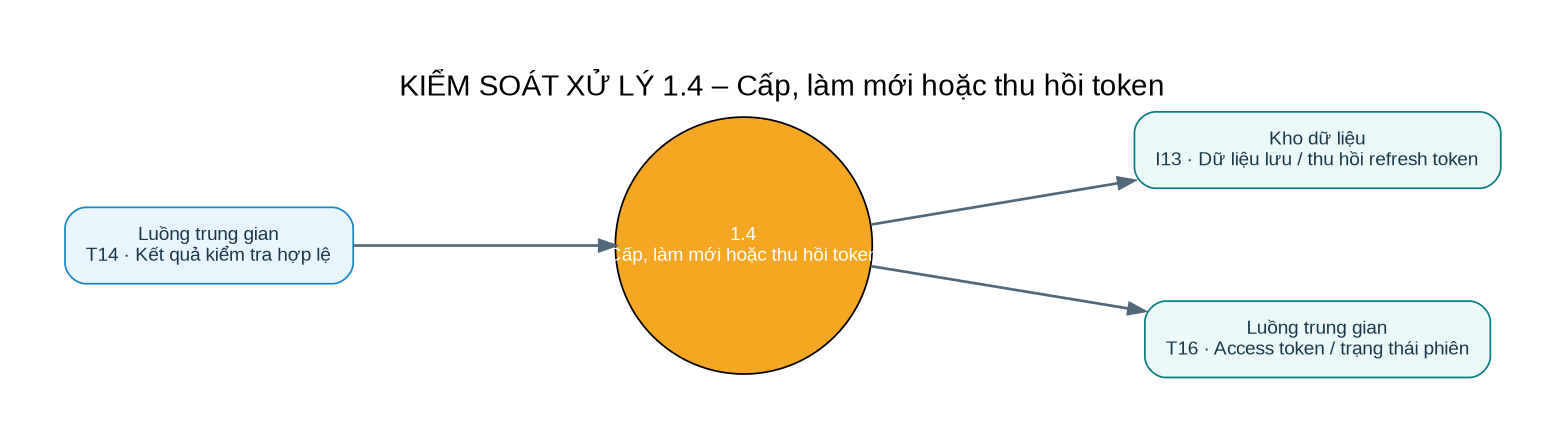 KIỂM SOÁT XỬ LÝ 1.4 – Cấp, làm mới hoặc thu hồi token
Kho dữ liệu
I13 · Dữ liệu lưu / thu hồi refresh token
Luồng trung gian
T14 · Kết quả kiểm tra hợp lệ
1.4
Cấp, làm mới hoặc thu hồi token
Luồng trung gian
T16 · Access token / trạng thái phiên